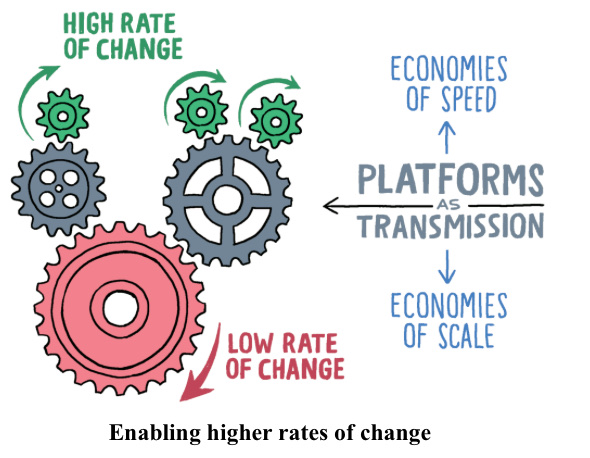 HIGH RATE
OF CHANGE
ECONOMIES
OF SPEED
PLATFORMS
AS
TRANSMISSION
ECONOMIES
OF SCALE
LOW RATE
OF CHANGE
Enabling higher rates of change